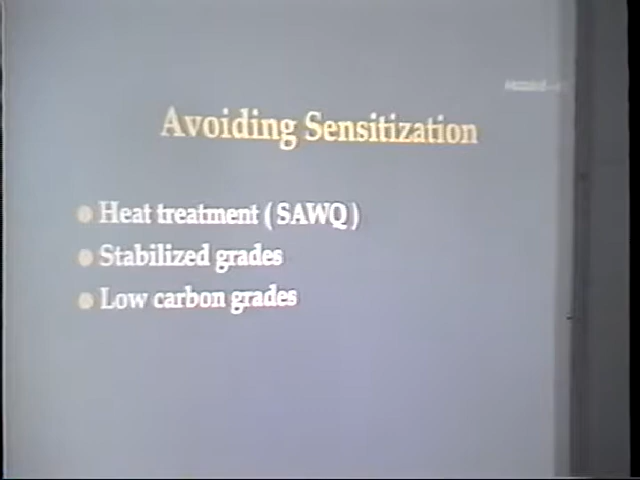 Avoiding Sensitization
Heat treatment ( SAWQ )
Stabilized grades
Low carbon grades